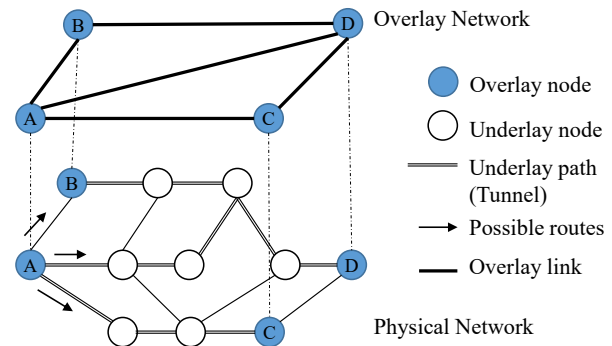 Overlay Network
B
D
A
C
Overlay node
Underlay node
Underlay path
(Tunnel)
Possible routes
Overlay link
B
A
D
C
Physical Network